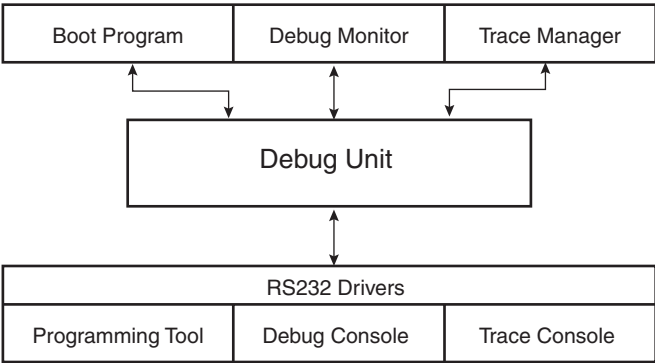 Boot Program
Debug Monitor
Trace Manager
Debug Unit
RS232 Drivers
Programming Tool
Debug Console
Trace Console